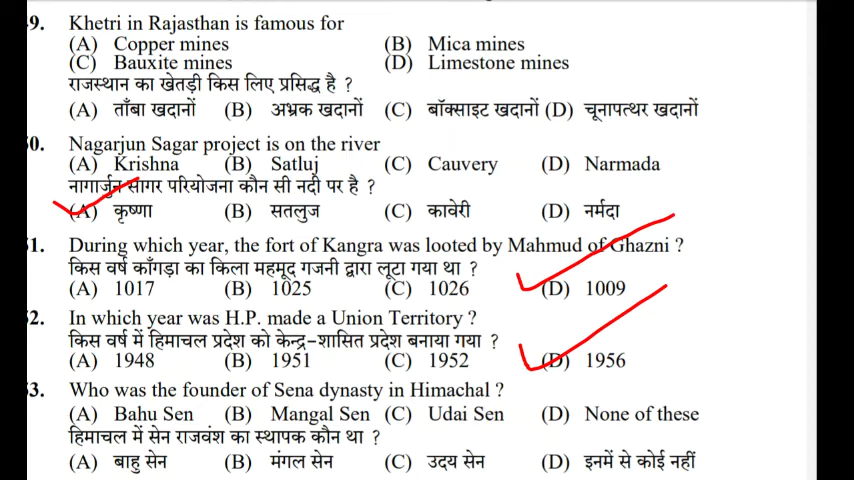 9. Khetri in Rajasthan is famous for
(A) Copper mines (B) Mica mines
(C) Bauxite mines (D) Limestone mines
राजस्थान का खेतड़ी किस लिए प्रसिद्ध है ?
(A) ताँबा खदानों (B) अभ्रक खदानों (C) बॉक्साइट खदानों (D) चूनापत्थर खदानों
0. Nagarjun Sagar project is on the river
(A) Krishna (B) Satluj (C) Cauvery (D) Narmada
नागार्जुन सागर परियोजना कौन सी नदी पर है ?
(A) कृष्णा (B) सतलुज (C) कावेरी (D) नर्मदा
51. During which year, the fort of Kangra was looted by Mahmud of Ghazni ?
किस वर्ष काँगड़ा का किला महमूद गजनी द्वारा लूटा गया था ?
(A) 1017 (B) 1025 (C) 1026 (D) 1009
52. In which year was H.P. made a Union Territory ?
किस वर्ष में हिमाचल प्रदेश को केन्द्र-शासित प्रदेश बनाया गया ?
(A) 1948 (B) 1951 (C) 1952 (D) 1956
53. Who was the founder of Sena dynasty in Himachal ?
(A) Bahu Sen (B) Mangal Sen (C) Udai Sen (D) None of these
हिमाचल में सेन राजवंश का स्थापक कौन था ?
(A) बाहु सेन (B) मंगल सेन (C) उदय सेन (D) इनमें से कोई नहीं